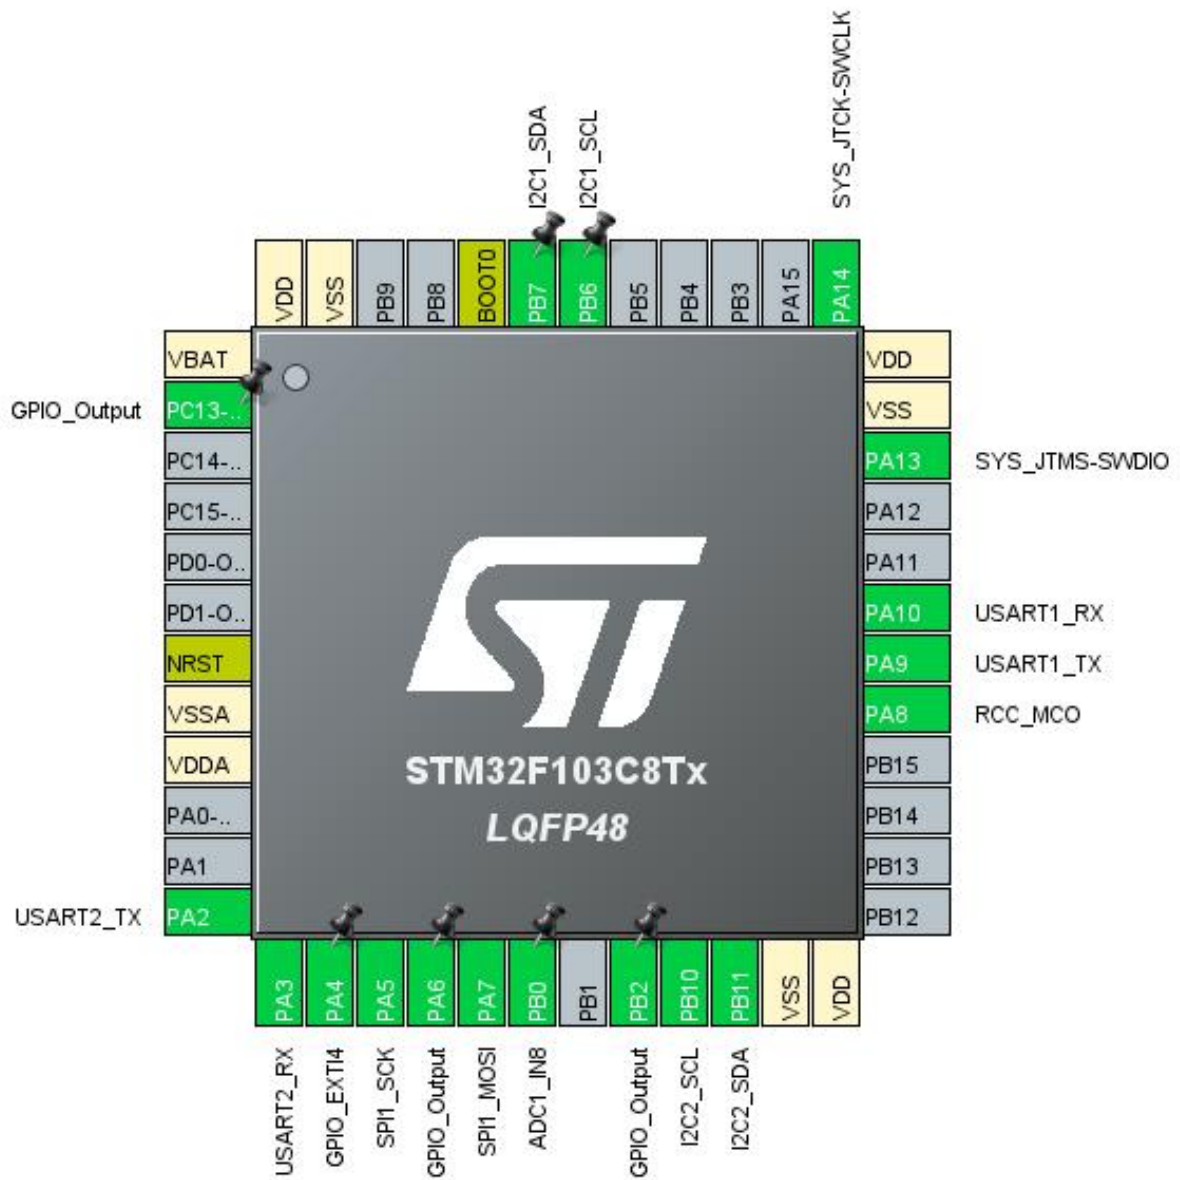 SYS_JTCK-SWCLK
I2C1_SDA
I2C1_SCL
VDD
VSS
PB9
PB8
BOOT0
PB7
PB6
PB5
PB4
PB3
PA15
PA14
VBAT
GPIO_Output
PC13-..
PC14-..
PC15-..
PD0-O..
PD1-O..
NRST
VSSA
VDDA
PA0-..
PA1
USART2_TX
PA2
VDD
VSS
PA13
SYS_JTMS-SWDIO
PA12
PA11
PA10
USART1_RX
PA9
USART1_TX
PA8
RCC_MCO
PB15
PB14
PB13
PB12
ST
STM32F103C8Tx
LQFP48
PA3
PA4
PA5
PA6
PA7
PB0
PB1
PB2
PB10
PB11
VSS
VDD
USART2_RX
GPIO_EXTI4
SPI1_SCK
GPIO_Output
SPI1_MOSI
ADC1_IN8
GPIO_Output
I2C2_SCL
I2C2_SDA